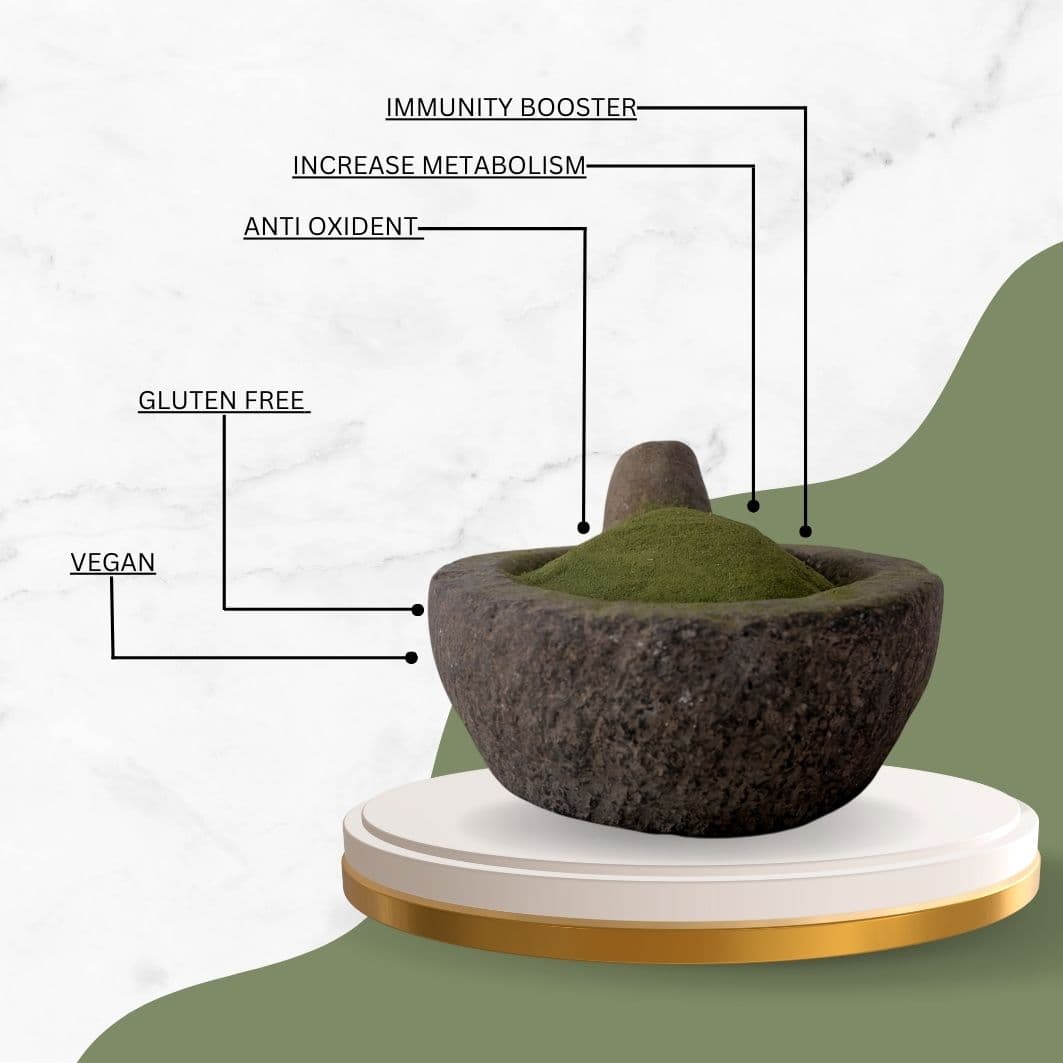 IMMUNITY BOOSTER
INCREASE METABOLISM
ANTI OXIDENT
GLUTEN FREE
VEGAN